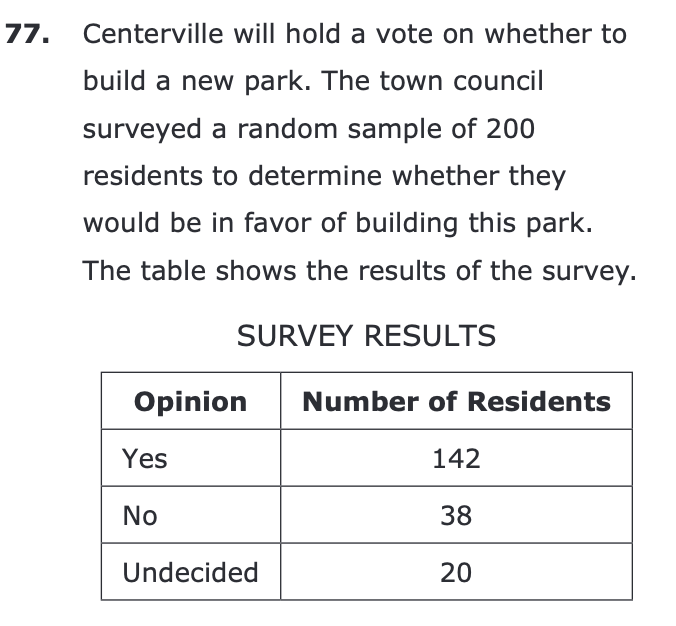 77. Centerville will hold a vote on whether to
build a new park. The town council
surveyed a random sample of 200
residents to determine whether they
would be in favor of building this park.
The table shows the results of the survey.
SURVEY RESULTS
Opinion Number of Residents
Yes 142
No 38
Undecided 20